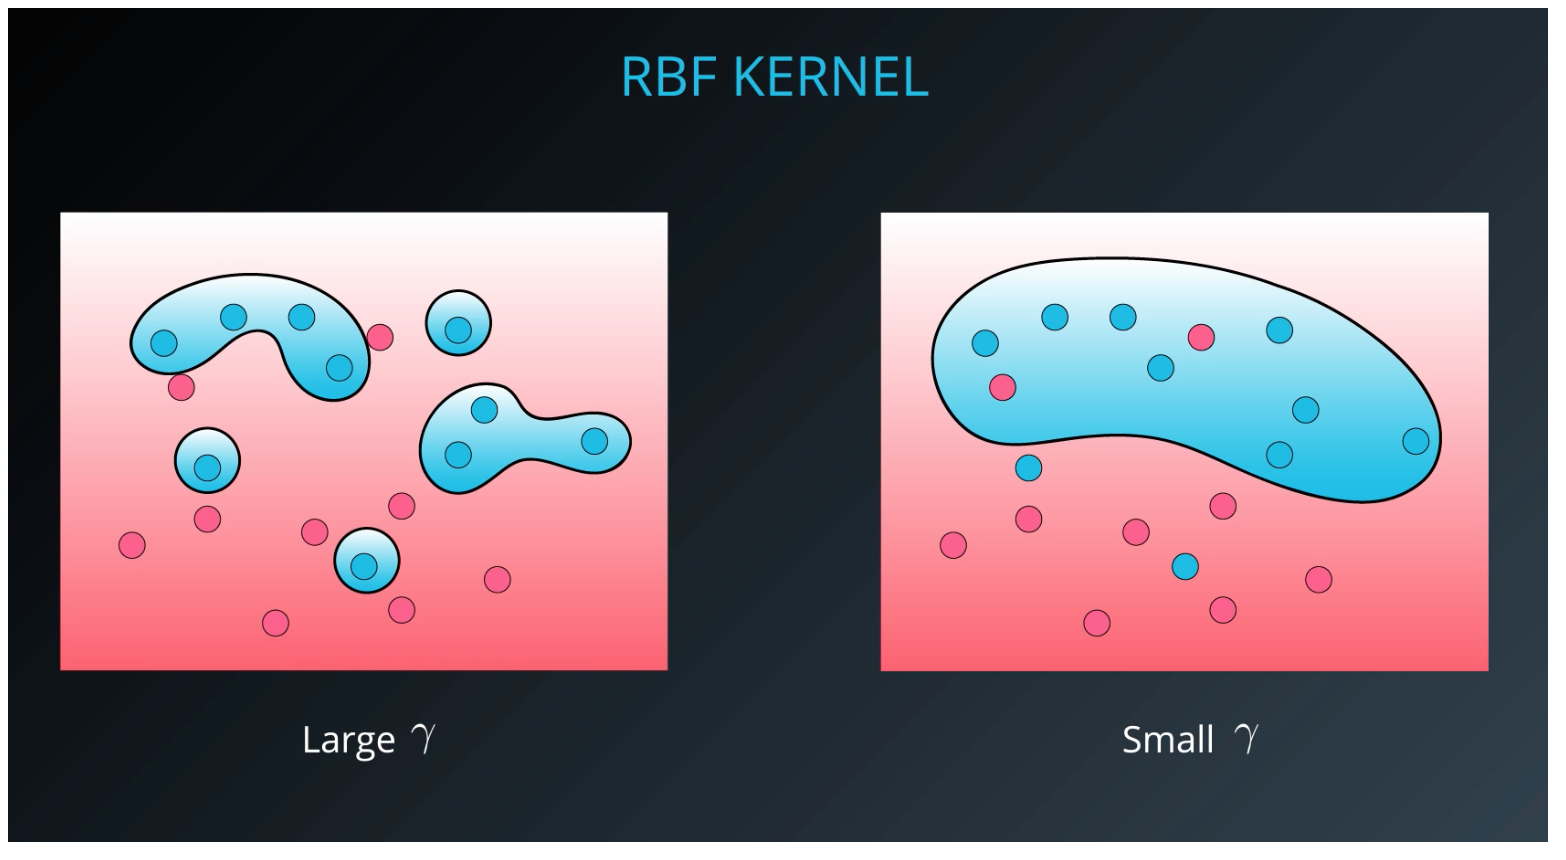 RBF KERNEL
Large γ
Small γ